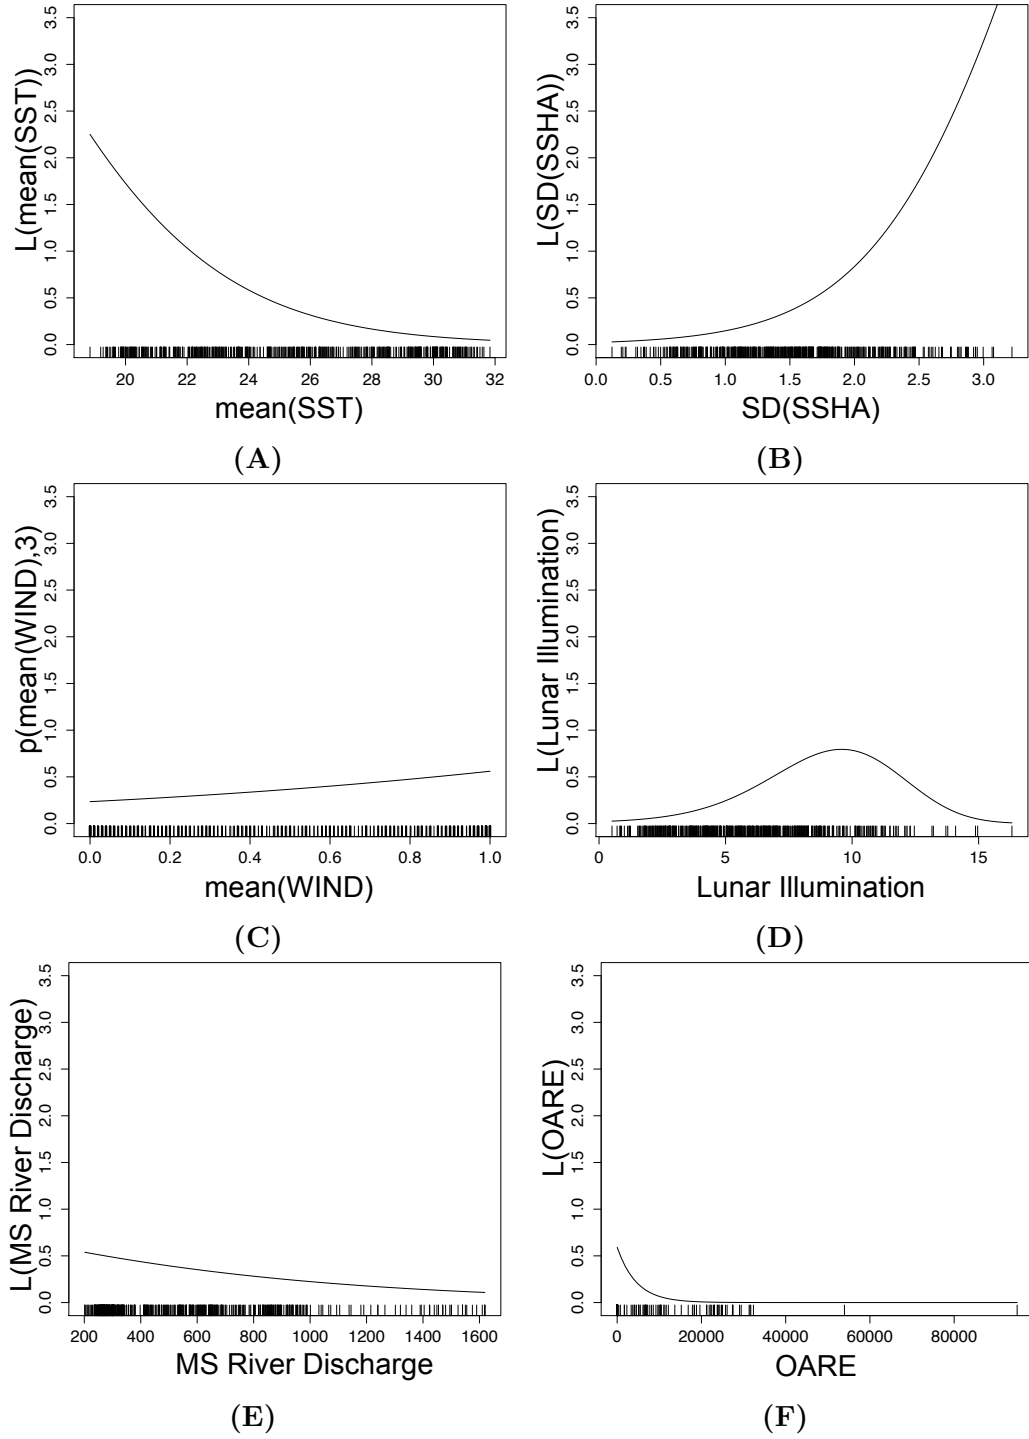 L(mean(SST))
0.0 0.5 1.0 1.5 2.0 2.5 3.0 3.5
20 22 24 26 28 30 32
mean(SST)
(A)
L(SD(SSHA))
0.0 0.5 1.0 1.5 2.0 2.5 3.0 3.5
0.0 0.5 1.0 1.5 2.0 2.5 3.0
SD(SSHA)
(B)
p(mean(WIND),3)
0.0 0.5 1.0 1.5 2.0 2.5 3.0 3.5
0.0 0.2 0.4 0.6 0.8 1.0
mean(WIND)
(C)
L(Lunar Illumination)
0.0 0.5 1.0 1.5 2.0 2.5 3.0 3.5
0 5 10 15
Lunar Illumination
(D)
L(MS River Discharge)
0.0 0.5 1.0 1.5 2.0 2.5 3.0 3.5
200 400 600 800 1000 1200 1400 1600
MS River Discharge
(E)
L(OARE)
0.0 0.5 1.0 1.5 2.0 2.5 3.0 3.5
0 20000 40000 60000 80000
OARE
(F)